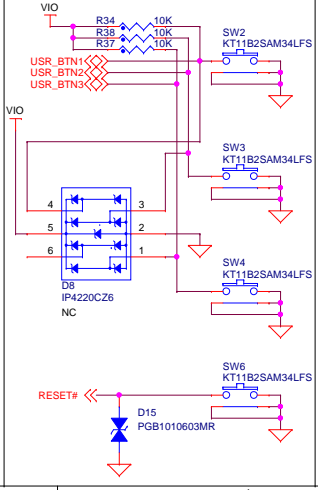 VIO
R34 10K
R38 10K
R37 10K
USR_BTN1
USR_BTN2
USR_BTN3
SW2
KT11B2SAM34LFS
VIO
SW3
KT11B2SAM34LFS
4 3
5 2
6 1
D8
IP4220CZ6
NC
SW4
KT11B2SAM34LFS
SW6
KT11B2SAM34LFS
RESET#
D15
PGB1010603MR